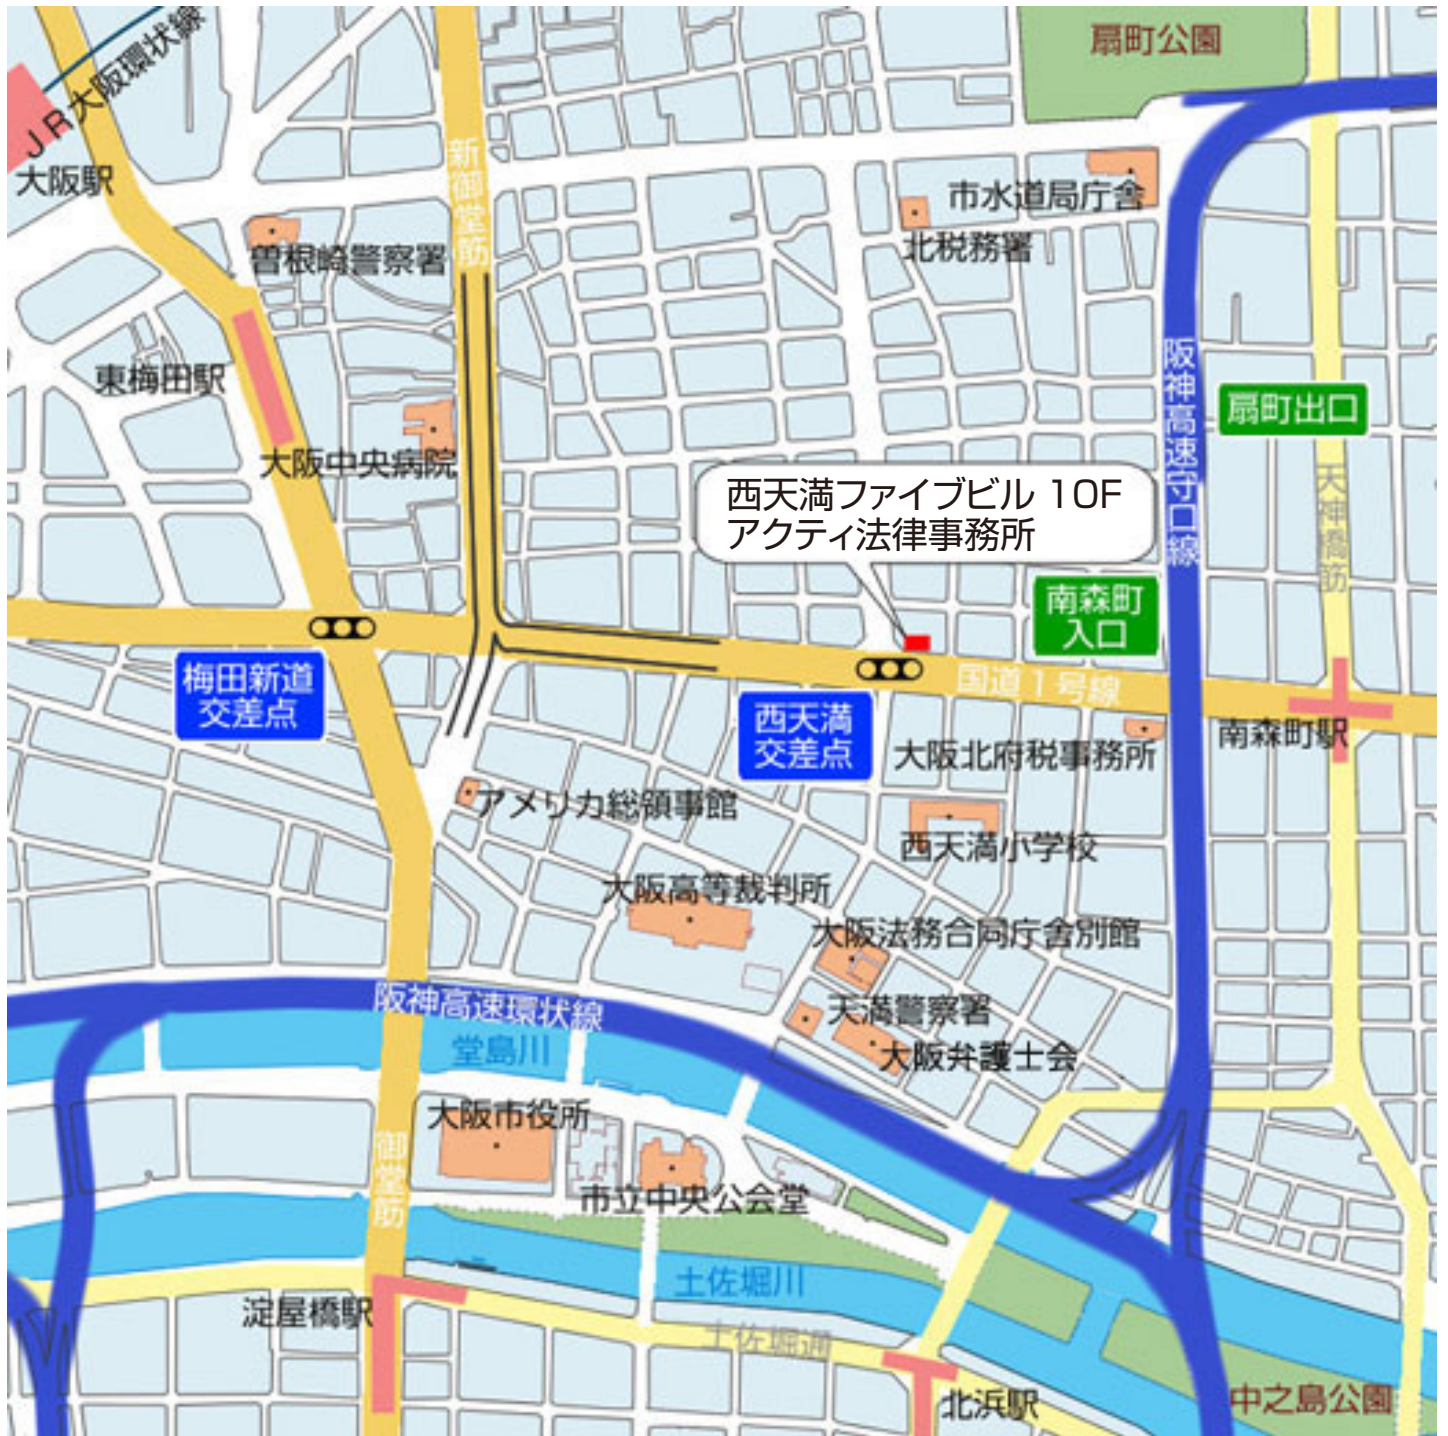 扇町公園
JR大阪環状線
大阪駅
新御堂筋
市水道局庁舎
北税務署
曽根崎警察署
東梅田駅
大阪中央病院
阪神高速守口線
扇町出口
天神橋筋
西天満ファイブビル 10F
アクティ法律事務所
南森町
入口
梅田新道
交差点
西天満
交差点
国道1号線
南森町駅
大阪北府税事務所
アメリカ総領事館
西天満小学校
大阪高等裁判所
大阪法務合同庁舎別館
阪神高速環状線
天満警察署
大阪弁護士会
堂島川
大阪市役所
御堂筋
市立中央公会堂
土佐堀川
淀屋橋駅
土佐堀通
北浜駅
中之島公園